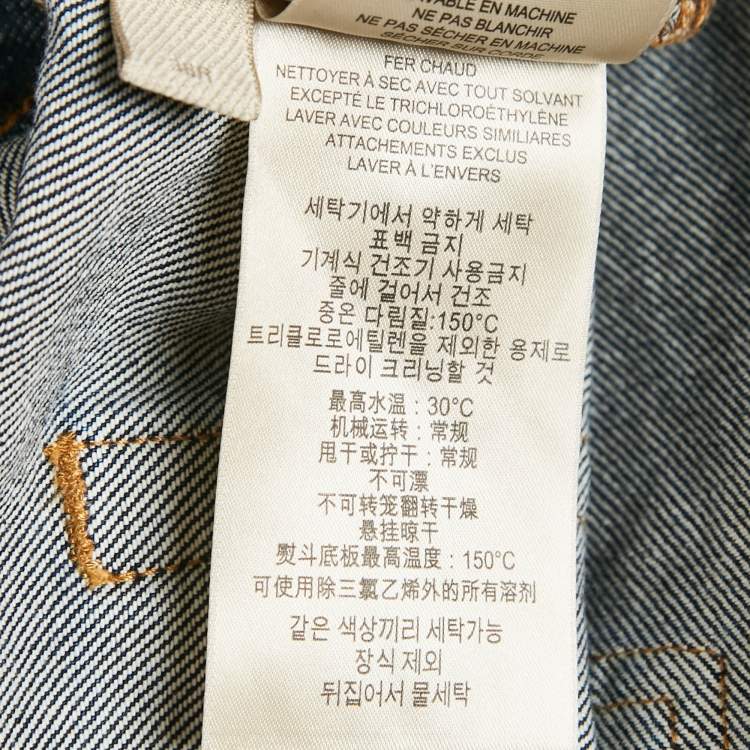 LAVABLE EN MACHINE
NE PAS BLANCHIR
NE PAS SÉCHER EN MACHINE
SÉCHER SUR CORDE
36R
FER CHAUD
NETTOYER À SEC AVEC TOUT SOLVANT
EXCEPTÉ LE TRICHLOROÉTHYLÈNE
LAVER AVEC COULEURS SIMILIARES
ATTACHEMENTS EXCLUS
LAVER À L'ENVERS
세탁기에서 약하게 세탁
표백 금지
기계식 건조기 사용금지
줄에 걸어서 건조
중온 다림질:150°C
트리클로로에틸렌을 제외한 용제로
드라이 크리닝할 것
最高水温：30°C
机械运转：常规
甩干或拧干：常规
不可漂
不可转笼翻转干燥
悬挂晾干
熨斗底板最高温度：150°C
可使用除三氯乙烯外的所有溶剂
같은 색상끼리 세탁가능
장식 제외
뒤집어서 물세탁